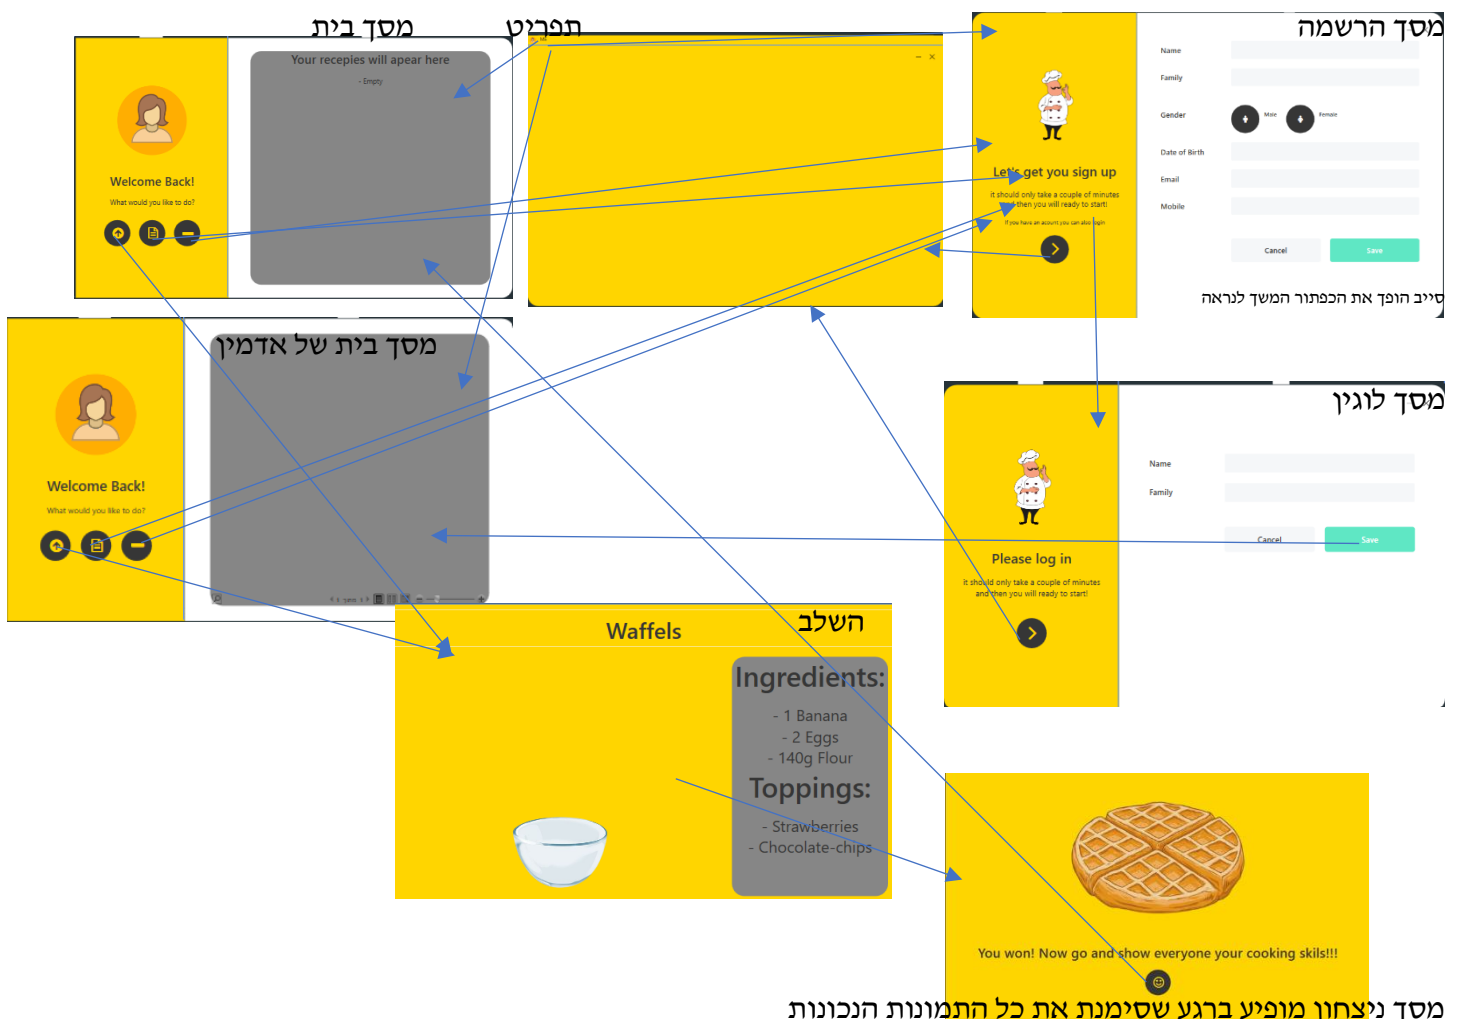 מסך בית
Your recepies will apear here
- Empty
Welcome Back!
What would you like to do?
תפריט
מסך הרשמה
Name
Family
Gender
Male
Female
Date of Birth
Email
Mobile
Cancel
Save
Let's get you sign up
it should only take a couple of minutes
and then you will ready to start!
if you have an acount you can also login
סייב הופך את הכפתור המשך לנראה
מסך בית של אדמין
Welcome Back!
What would you like to do?
מסך לוגין
Name
Family
Cancel
Save
Please log in
it should only take a couple of minutes
and then you will ready to start!
השלב
Waffels
Ingredients:
- 1 Banana
- 2 Eggs
- 140g Flour
Toppings:
- Strawberries
- Chocolate-chips
You won! Now go and show everyone your cooking skils!!!
מסך ניצחון מופיע ברגע שסימנת את כל התמונות הנכונות